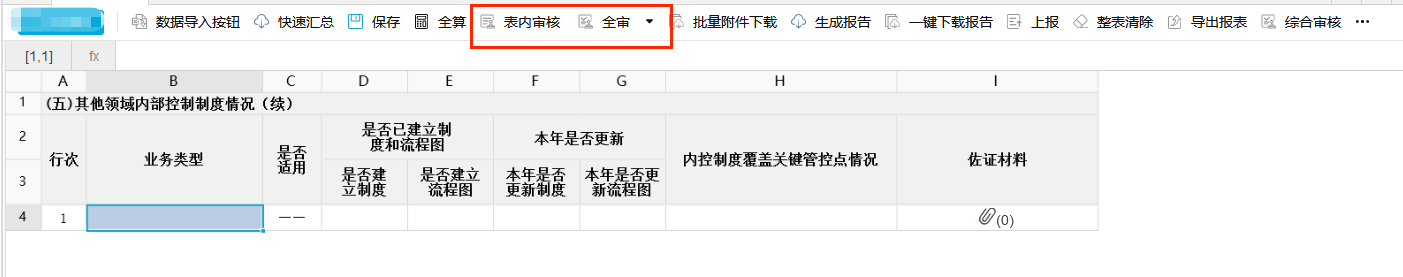 数据导入按钮 快速汇总 保存 全算 表内审核 全审 批量附件下载 生成报告 一键下载报告 上报 整表清除 导出报表 综合审核 ···
[1,1] fx
A B C D E F G H I
1 (五)其他领域内部控制制度情况（续）
2 行次 业务类型 是否
适用 是否已建立制
度和流程图 本年是否更新 内控制度覆盖关键管控点情况 佐证材料
3 是否建
立制度 是否建立
流程图 本年是否
更新制度 本年是否更
新流程图
4 1 —— (0)